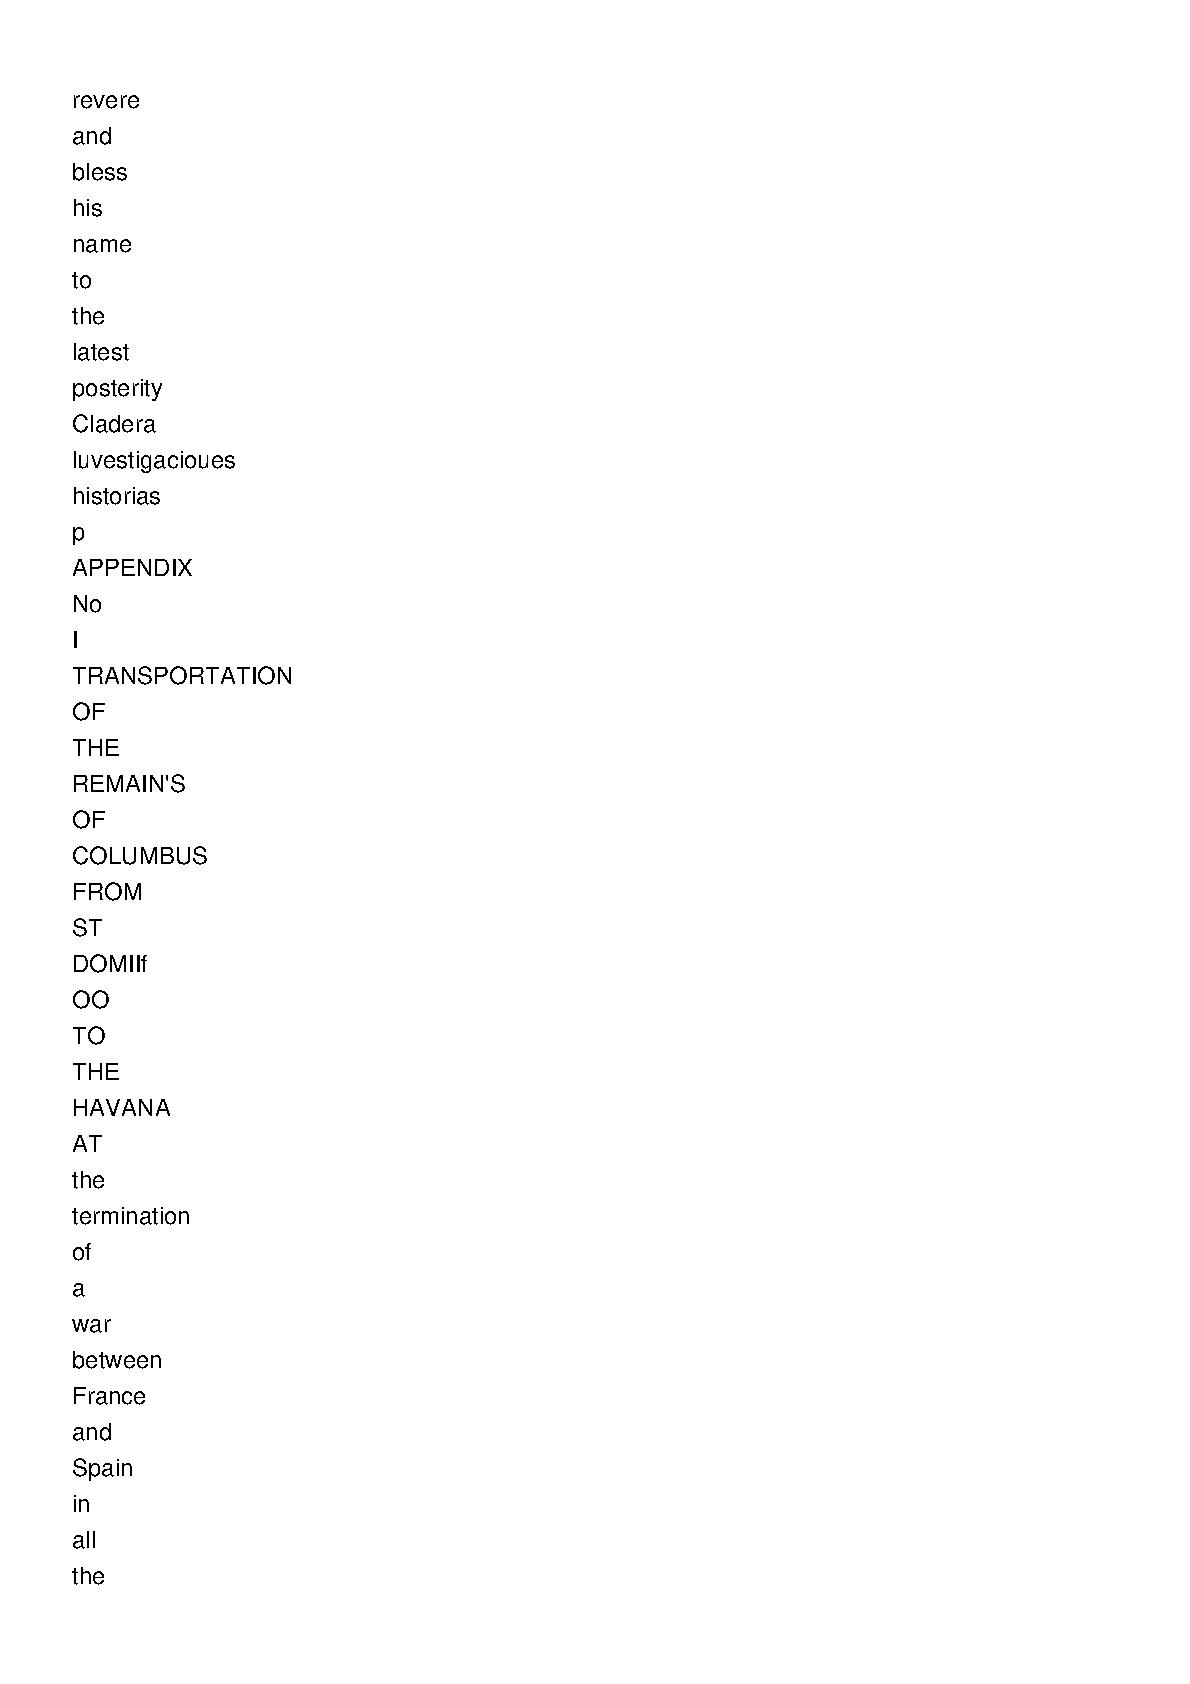 revere
and
bless
his
name
to
the
latest
posterity
Cladera
luvestigacioues
historias
p
APPENDIX
No
I
TRANSPORTATION
OF
THE
REMAIN'S
OF
COLUMBUS
FROM
ST
DOMIIf
OO
TO
THE
HAVANA
AT
the
termination
of
a
war
between
France
and
Spain
in
all
the